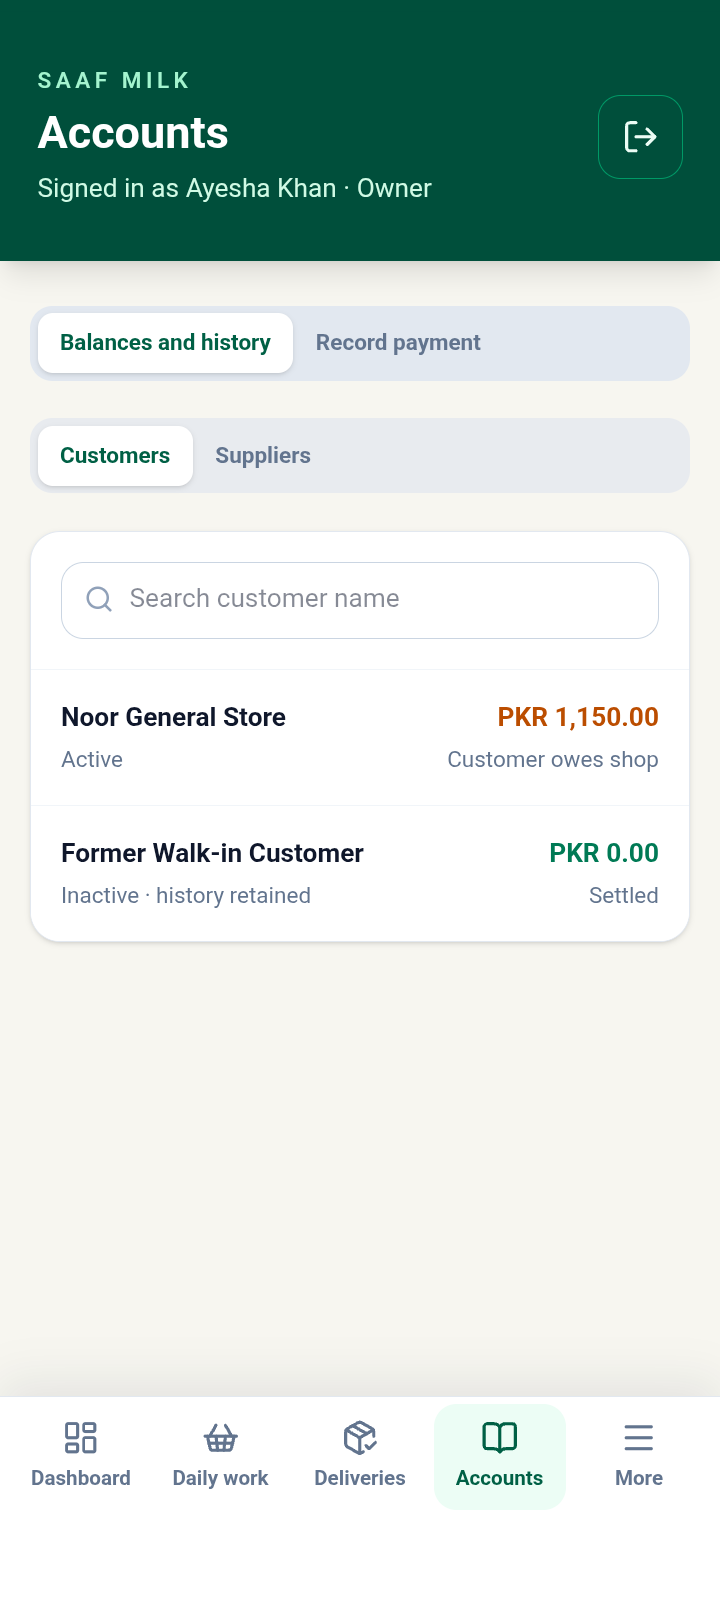 SAAF MILK
Accounts
Signed in as Ayesha Khan · Owner
Balances and history Record payment
Customers Suppliers
Search customer name
Noor General Store PKR 1,150.00
Active Customer owes shop
Former Walk-in Customer PKR 0.00
Inactive · history retained Settled
Dashboard Daily work Deliveries Accounts More